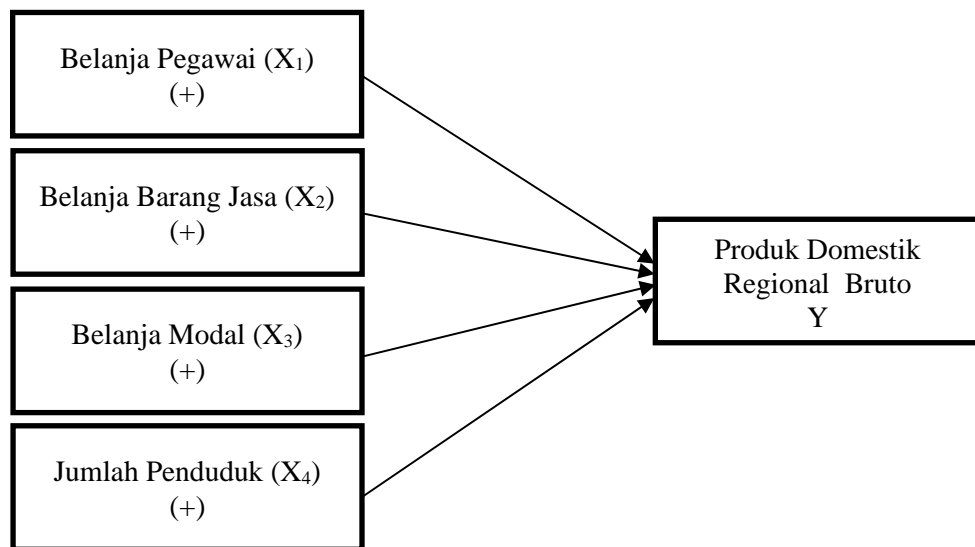 Belanja Pegawai (X₁)
(+)
Belanja Barang Jasa (X₂)
(+)
Belanja Modal (X₃)
(+)
Jumlah Penduduk (X₄)
(+)
Produk Domestik
Regional Bruto
Y